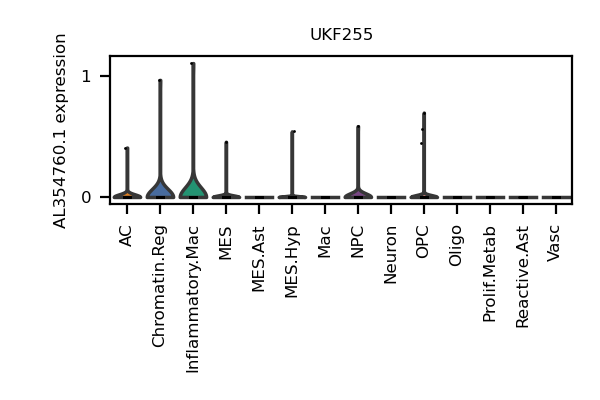 UKF255
AL354760.1 expression
1
0
AC
Chromatin.Reg
Inflammatory.Mac
MES
MES.Ast
MES.Hyp
Mac
NPC
Neuron
OPC
Oligo
Prolif.Metab
Reactive.Ast
Vasc